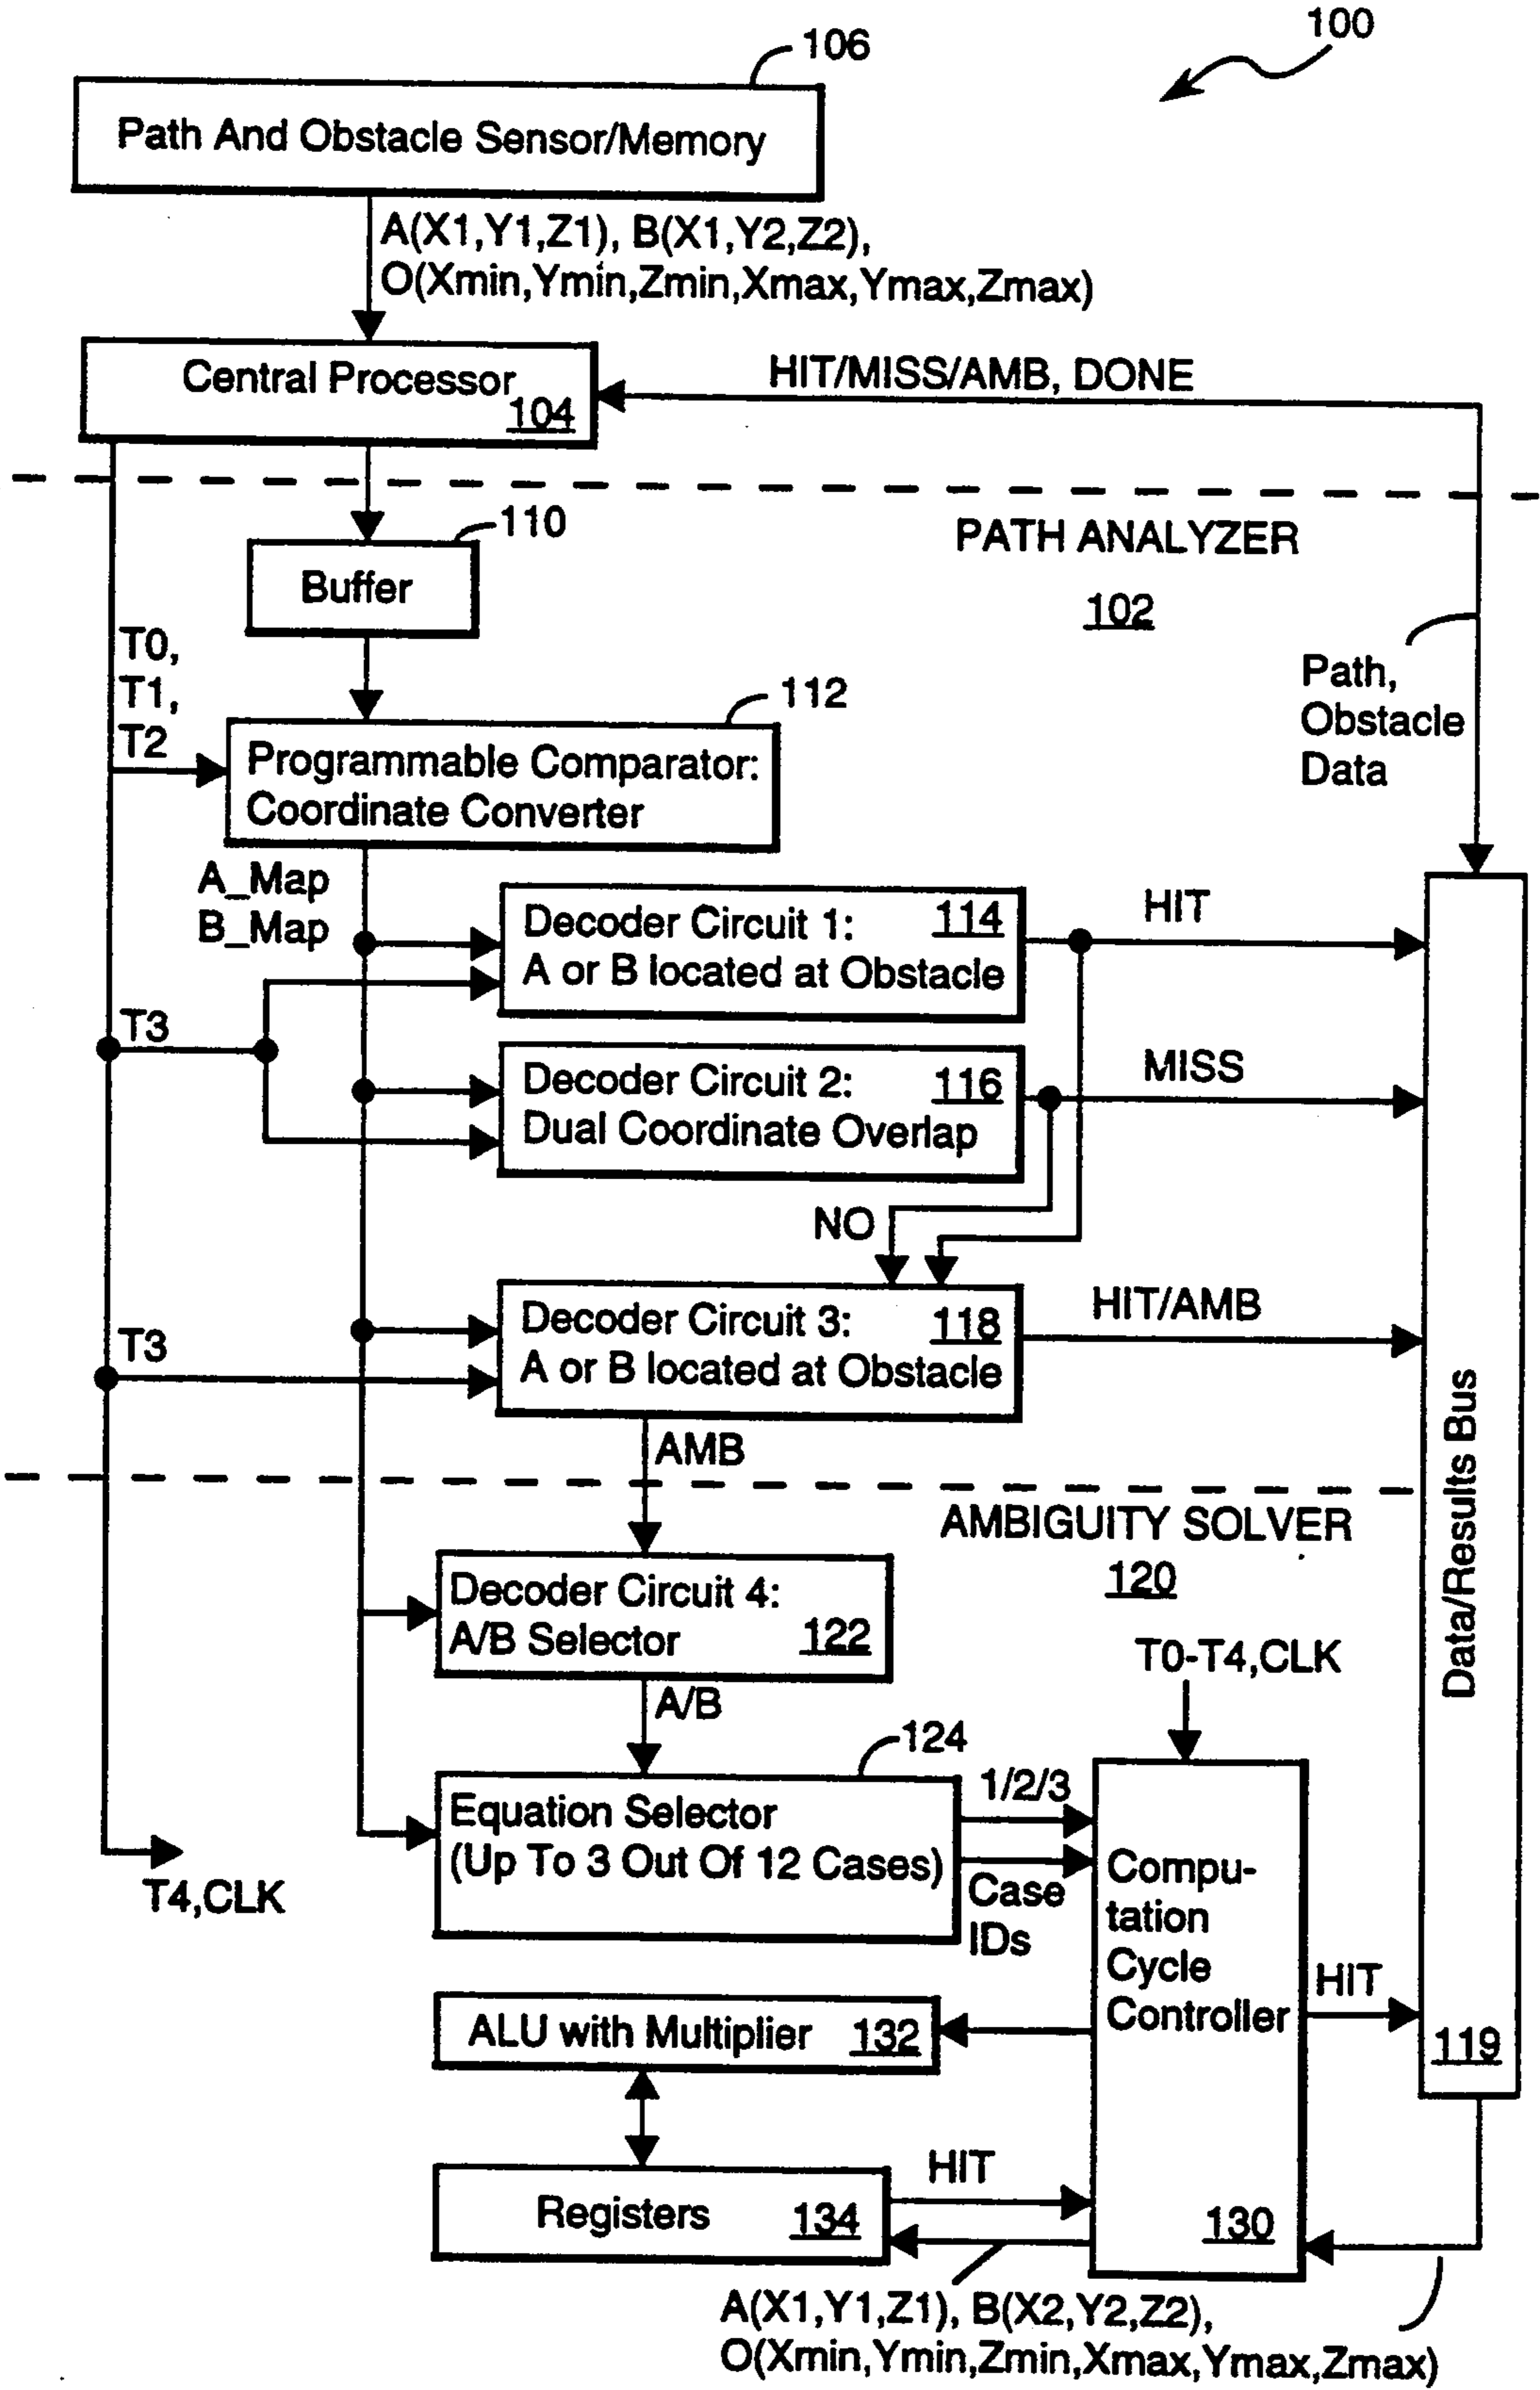 100
106
Path And Obstacle Sensor/Memory
A(X1,Y1,Z1), B(X1,Y2,Z2),
O(Xmin,Ymin,Zmin,Xmax,Ymax,Zmax)
Central Processor
104
HIT/MISS/AMB, DONE
110
PATH ANALYZER
102
Buffer
T0,
T1,
T2
Path,
Obstacle
Data
112
Programmable Comparator:
Coordinate Converter
A_Map
B_Map
Decoder Circuit 1: 114
A or B located at Obstacle
HIT
T3
Decoder Circuit 2: 116
Dual Coordinate Overlap
MISS
NO
Decoder Circuit 3: 118
A or B located at Obstacle
HIT/AMB
T3
AMB
Data/Results Bus
119
AMBIGUITY SOLVER
120
Decoder Circuit 4:
A/B Selector 122
T0-T4,CLK
A/B
124
Equation Selector
(Up To 3 Out Of 12 Cases)
1/2/3
Case
IDs
T4,CLK
Compu-
tation
Cycle
Controller
130
HIT
ALU with Multiplier 132
HIT
Registers 134
A(X1,Y1,Z1), B(X2,Y2,Z2),
O(Xmin,Ymin,Zmin,Xmax,Ymax,Zmax)